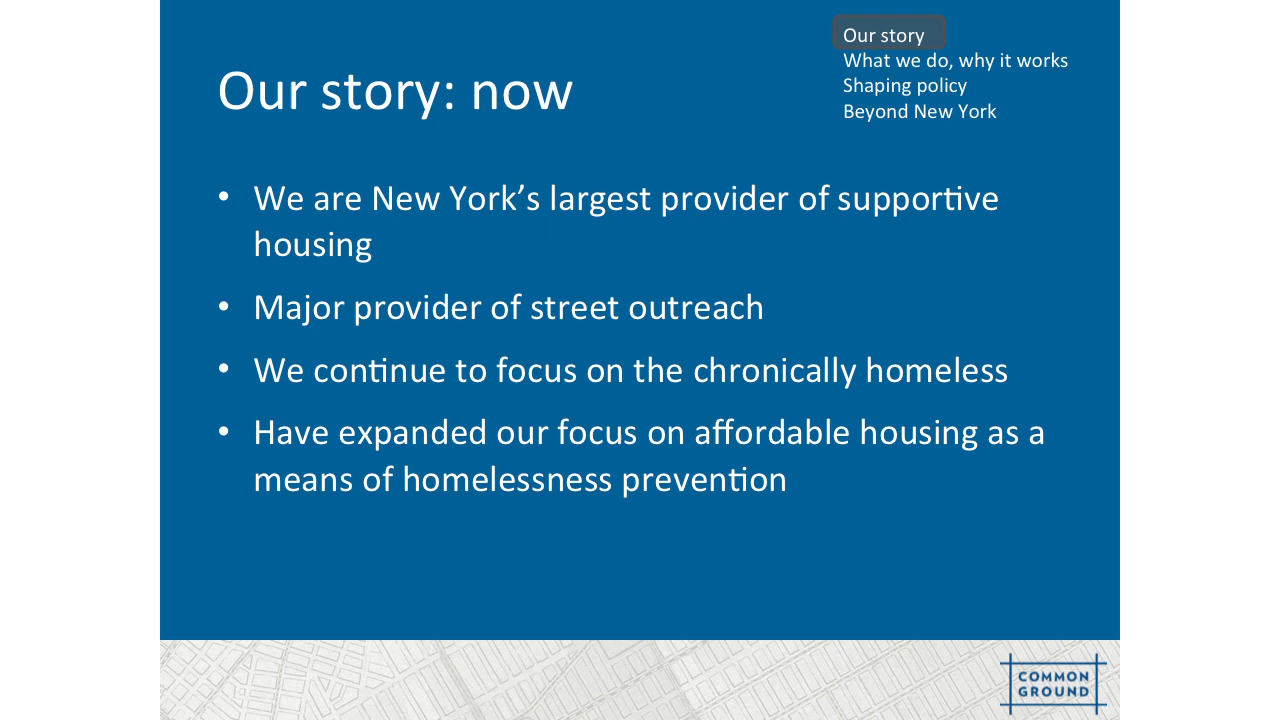 Our story
What we do, why it works
Shaping policy
Beyond New York
Our story: now
• We are New York’s largest provider of supportive
housing
• Major provider of street outreach
• We continue to focus on the chronically homeless
• Have expanded our focus on affordable housing as a
means of homelessness prevention
COMMON
GROUND